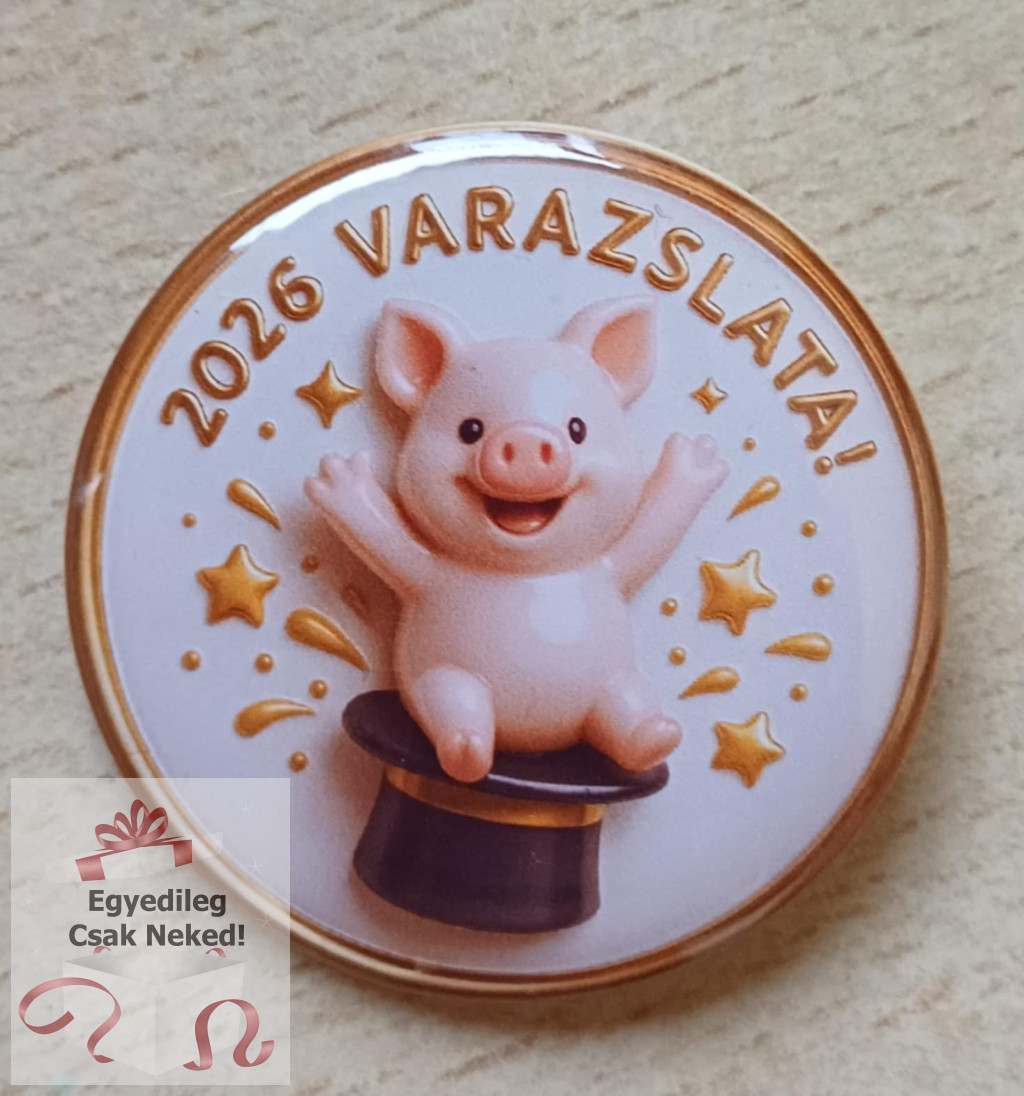 2026 VARAZSLATA!
Egyedileg
Csak Neked!